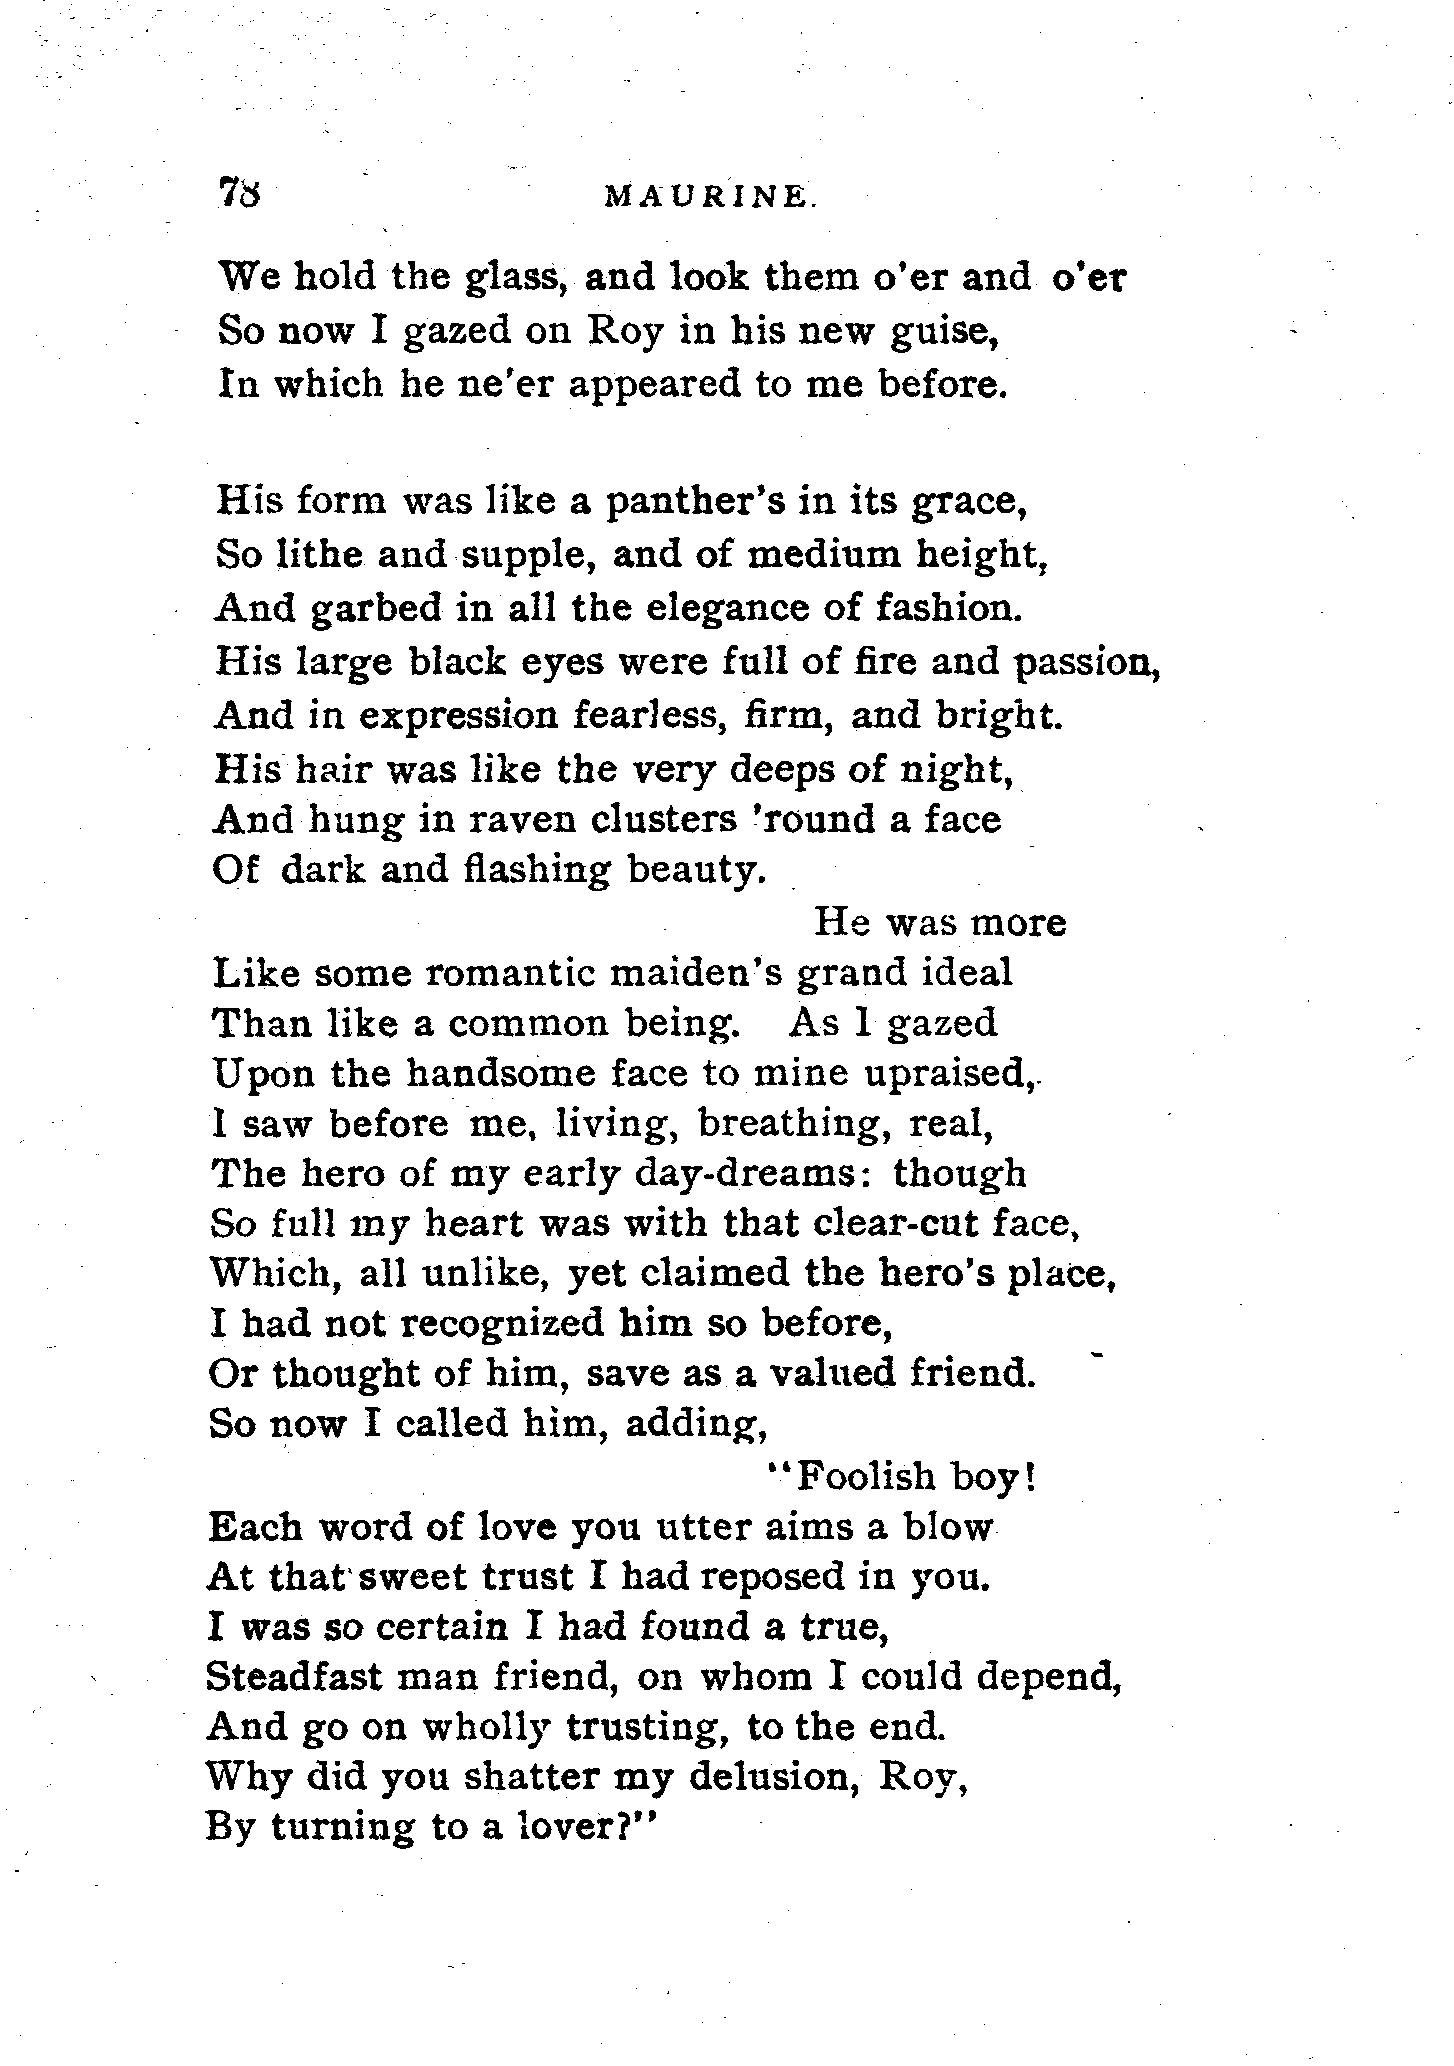 78 MAURINE.
We hold the glass, and look them o'er and o'er
So now I gazed on Roy in his new guise,
In which he ne'er appeared to me before.
His form was like a panther's in its grace,
So lithe and supple, and of medium height,
And garbed in all the elegance of fashion.
His large black eyes were full of fire and passion,
And in expression fearless, firm, and bright.
His hair was like the very deeps of night,
And hung in raven clusters 'round a face
Of dark and flashing beauty.
He was more
Like some romantic maiden's grand ideal
Than like a common being. As I gazed
Upon the handsome face to mine upraised,
I saw before me, living, breathing, real,
The hero of my early day-dreams: though
So full my heart was with that clear-cut face,
Which, all unlike, yet claimed the hero's place,
I had not recognized him so before,
Or thought of him, save as a valued friend.
So now I called him, adding,
"Foolish boy!
Each word of love you utter aims a blow
At that sweet trust I had reposed in you.
I was so certain I had found a true,
Steadfast man friend, on whom I could depend,
And go on wholly trusting, to the end.
Why did you shatter my delusion, Roy,
By turning to a lover?"